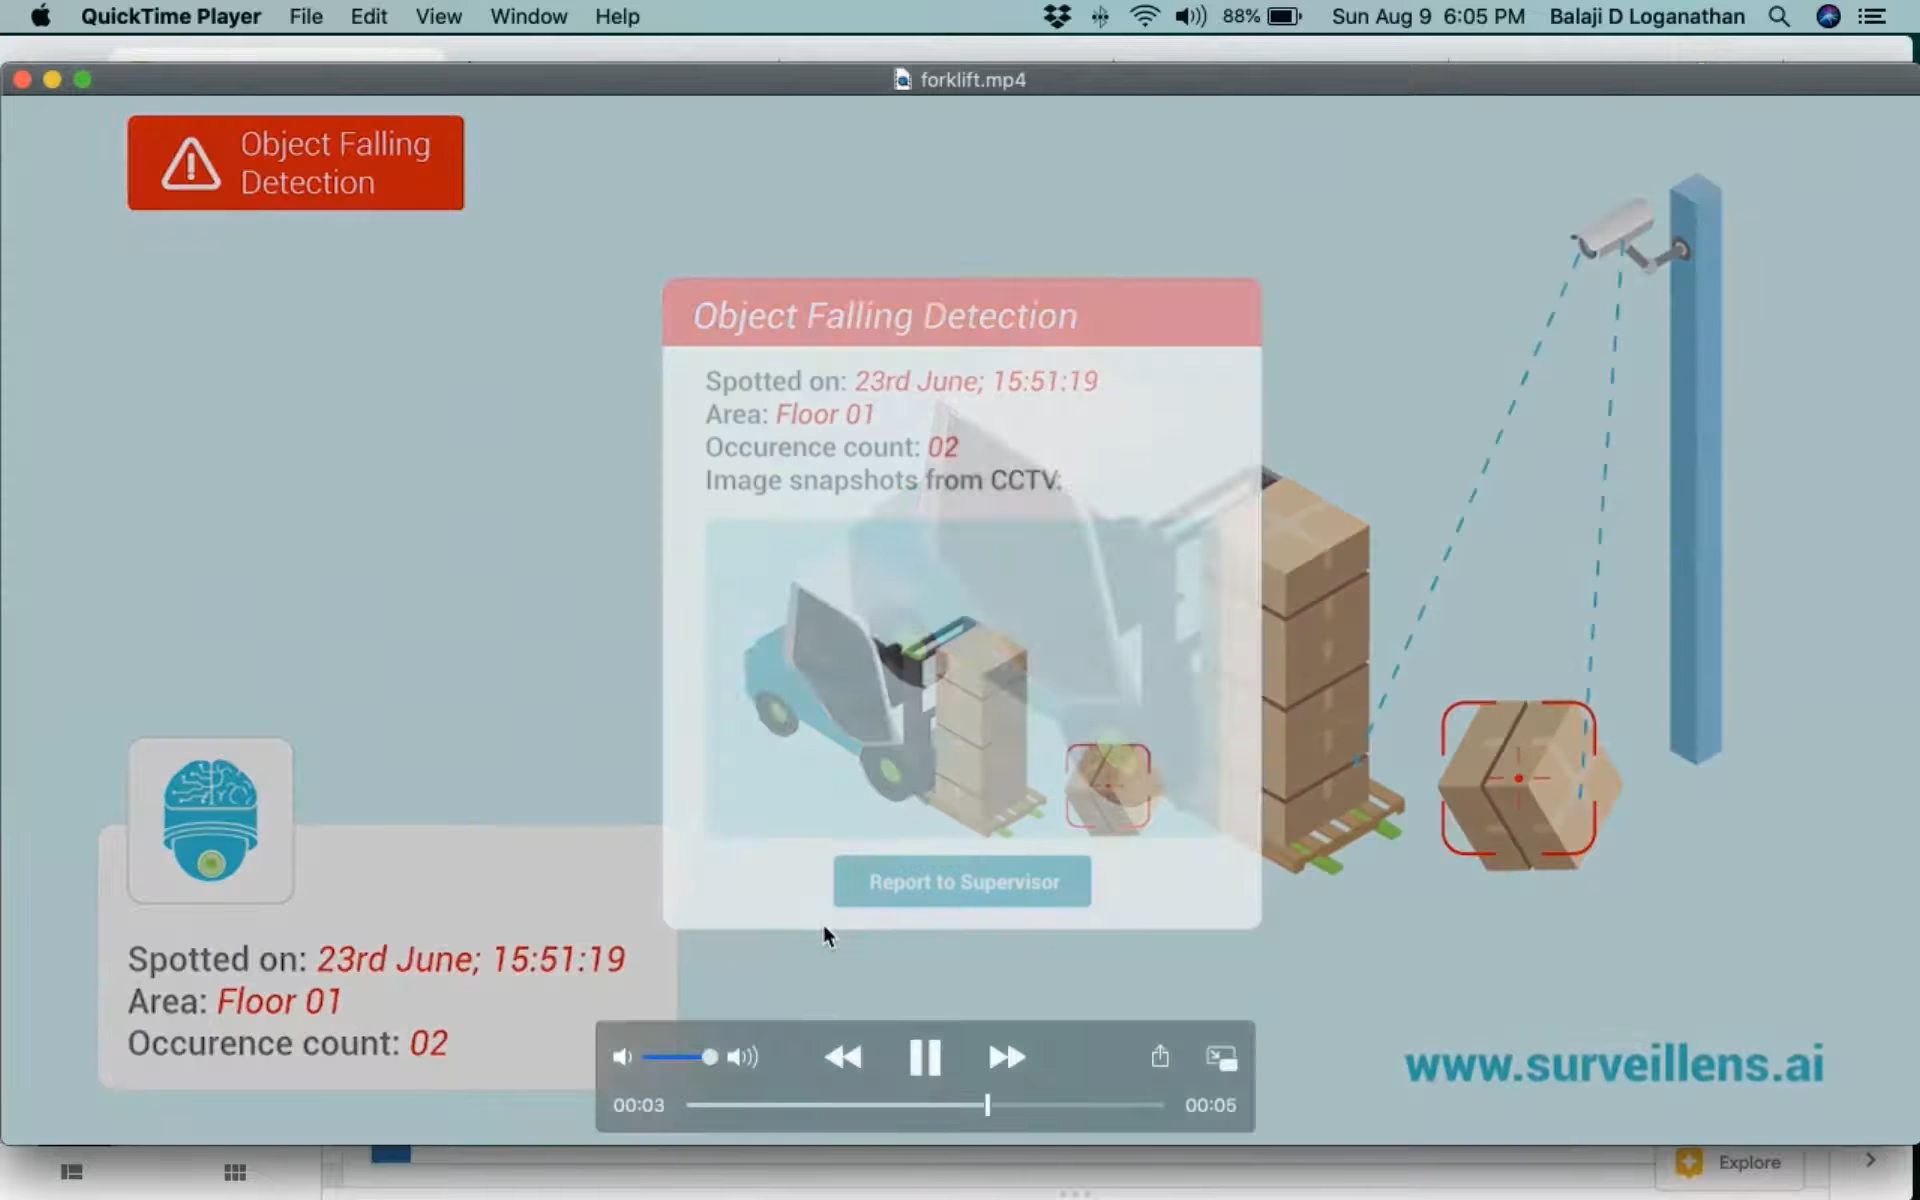 QuickTime Player File Edit View Window Help 88% Sun Aug 9 6:05 PM Balaji D Loganathan
forklift.mp4
Object Falling
Detection
Object Falling Detection
Spotted on: 23rd June; 15:51:19
Area: Floor 01
Occurence count: 02
Image snapshots from CCTV:
Report to Supervisor
Spotted on: 23rd June; 15:51:19
Area: Floor 01
Occurence count: 02
00:03 00:05
www.surveillens.ai
Explore